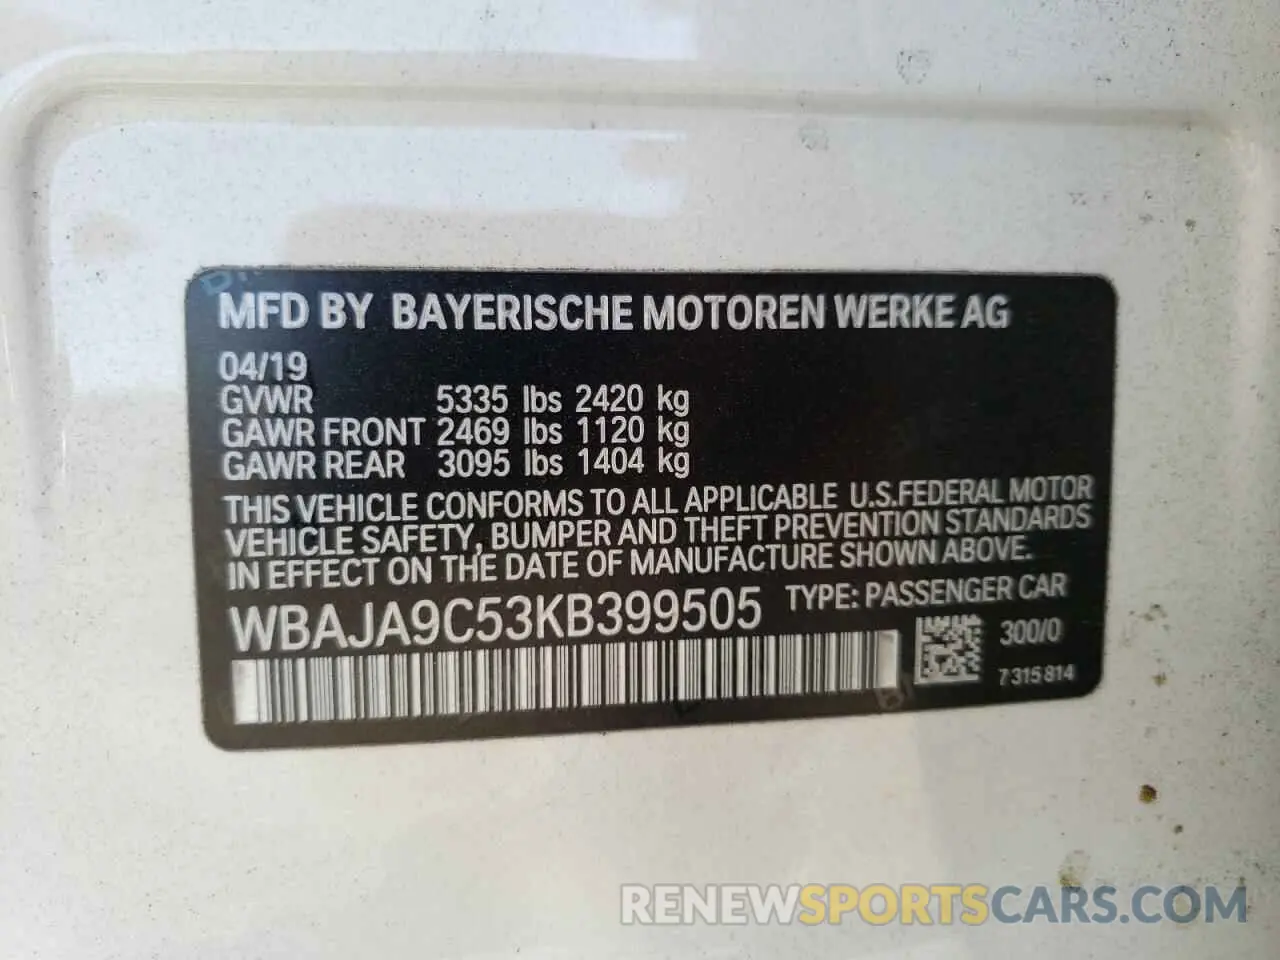 MFD BY BAYERISCHE MOTOREN WERKE AG
04/19
GVWR 5335 lbs 2420 kg
GAWR FRONT 2469 lbs 1120 kg
GAWR REAR 3095 lbs 1404 kg
THIS VEHICLE CONFORMS TO ALL APPLICABLE U.S.FEDERAL MOTOR
VEHICLE SAFETY, BUMPER AND THEFT PREVENTION STANDARDS
IN EFFECT ON THE DATE OF MANUFACTURE SHOWN ABOVE.
WBAJA9C53KB399505 TYPE: PASSENGER CAR
300/0
7 315 814
RENEWSPORTSCARS.COM